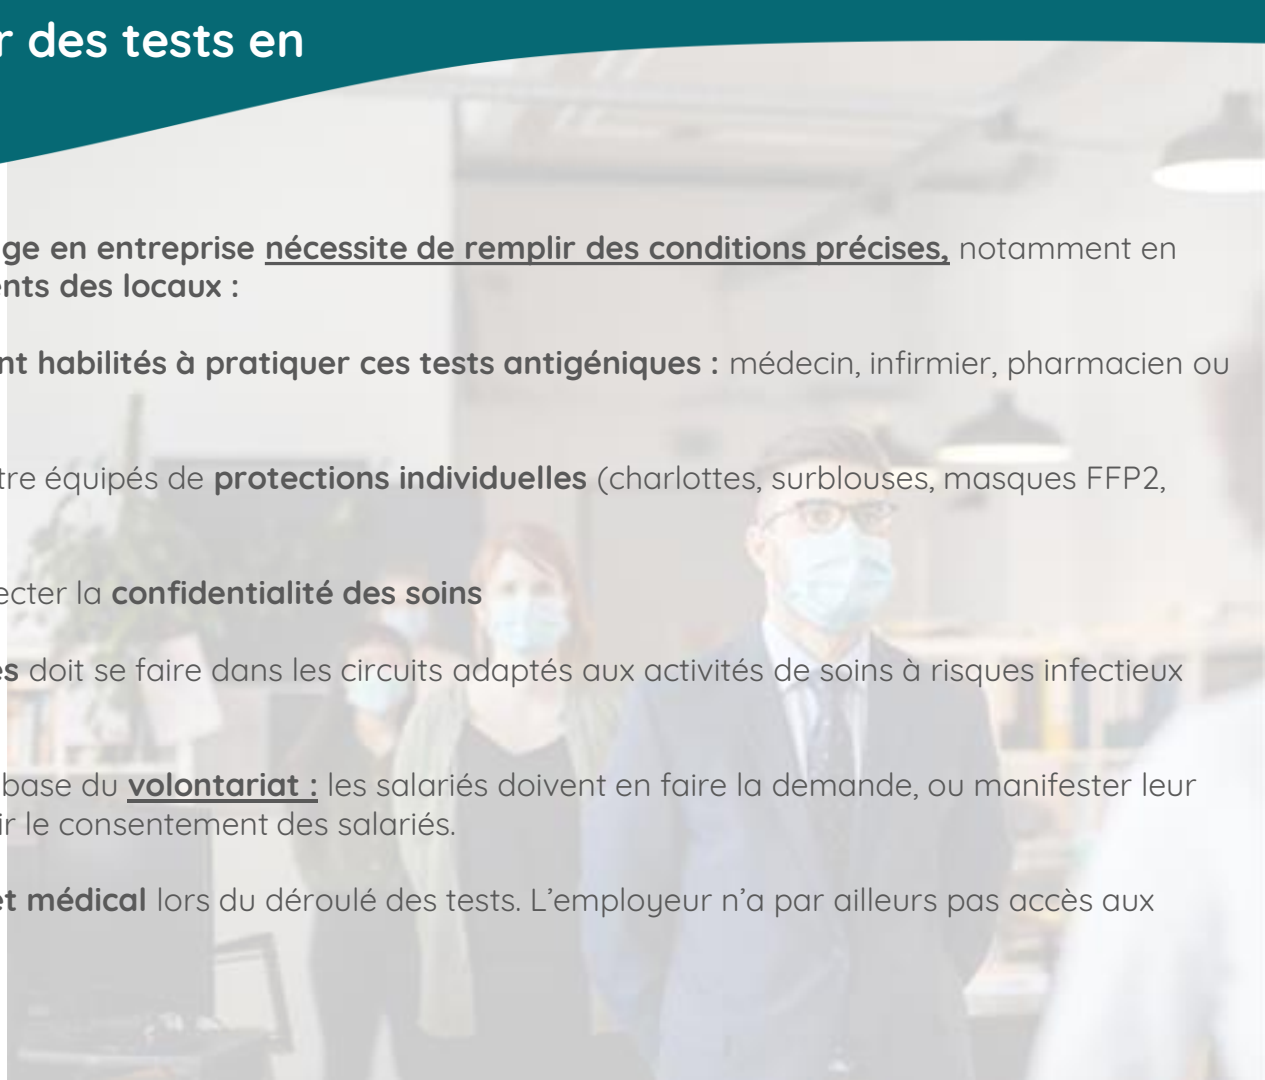 r des tests en
ge en entreprise nécessite de remplir des conditions précises, notamment en
nts des locaux :
nt habilités à pratiquer ces tests antigéniques : médecin, infirmier, pharmacien ou
tre équipés de protections individuelles (charlottes, surblouses, masques FFP2,
ecter la confidentialité des soins
es doit se faire dans les circuits adaptés aux activités de soins à risques infectieux
base du volontariat : les salariés doivent en faire la demande, ou manifester leur
ir le consentement des salariés.
et médical lors du déroulé des tests. L’employeur n’a par ailleurs pas accès aux